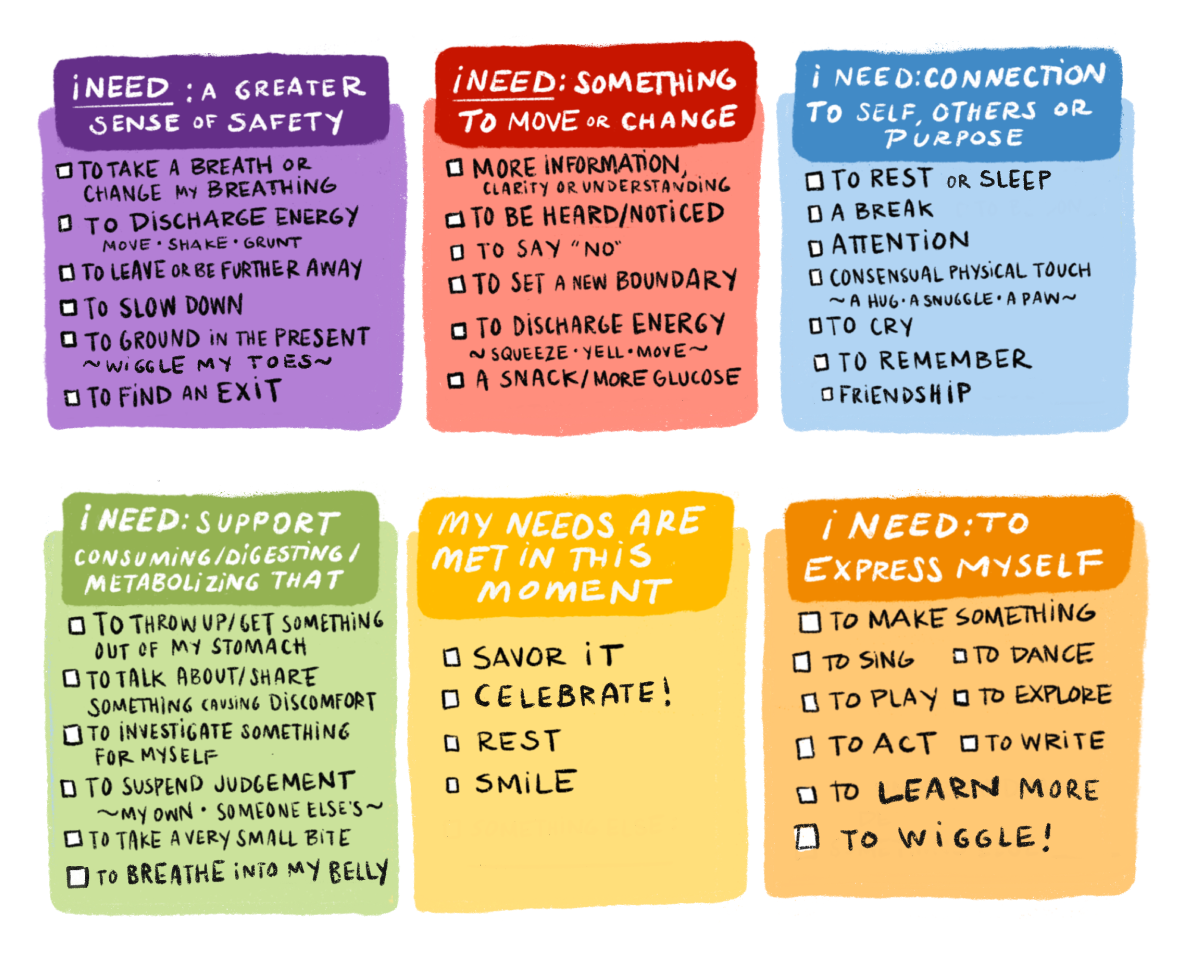 iNEED : A GREATER
SENSE OF SAFETY
TO TAKE A BREATH OR
CHANGE MY BREATHING
TO DISCHARGE ENERGY
MOVE • SHAKE • GRUNT
TO LEAVE OR BE FURTHER AWAY
TO SLOW DOWN
TO GROUND iN THE PRESENT
~WiGGLE MY TOES~
TO FiND AN EXiT
iNEED: SOMETHiNG
TO MOVE OR CHANGE
MORE iNFORMATiON,
CLARiTY OR UNDERSTANDiNG
TO BE HEARD/NOTiCED
TO SAY "NO"
TO SET A NEW BOUNDARY
TO DiSCHARGE ENERGY
~SQUEEZE • YELL • MOVE~
A SNACK/MORE GLUCOSE
i NEED: CONNECTiON
TO SELF, OTHERS OR
PURPOSE
TO REST OR SLEEP
A BREAK
ATTENTiON
CONSENSUAL PHYSiCAL TOUCH
~A HUG • A SNUGGLE • A PAW~
TO CRY
TO REMEMBER
FRiENDSHiP
i NEED: SUPPORT
CONSUMiNG/DiGESTiNG/
METABOLiZiNG THAT
TO THROW UP/GET SOMETHiNG
OUT OF MY STOMACH
TO TALK ABOUT/SHARE
SOMETHiNG CAUSiNG DiSCOMFORT
TO iNVESTiGATE SOMETHiNG
FOR MYSELF
TO SUSPEND JUDGEMENT
~MY OWN • SOMEONE ELSE'S~
TO TAKE A VERY SMALL BiTE
TO BREATHE iNTO MY BELLY
MY NEEDS ARE
MET iN THiS
MOMENT
SAVOR iT
CELEBRATE!
REST
SMiLE
i NEED: TO
EXPRESS MYSELF
TO MAKE SOMETHiNG
TO SiNG TO DANCE
TO PLAY TO EXPLORE
TO ACT TO WRiTE
TO LEARN MORE
TO WiGGLE!